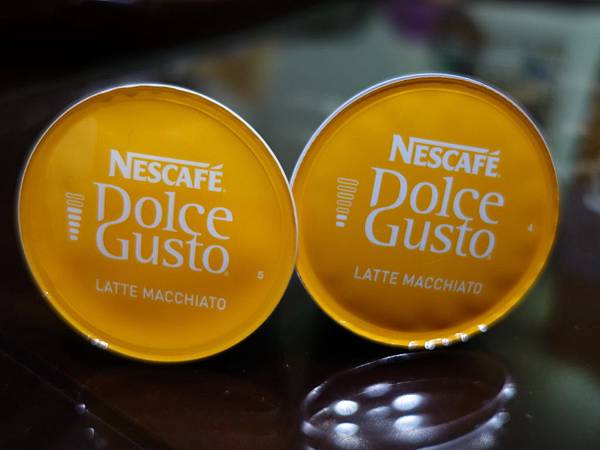 NESCAFÉ
Dolce
Gusto
5
LATTE MACCHIATO
NESCAFÉ
Dolce
Gusto
4
LATTE MACCHIATO